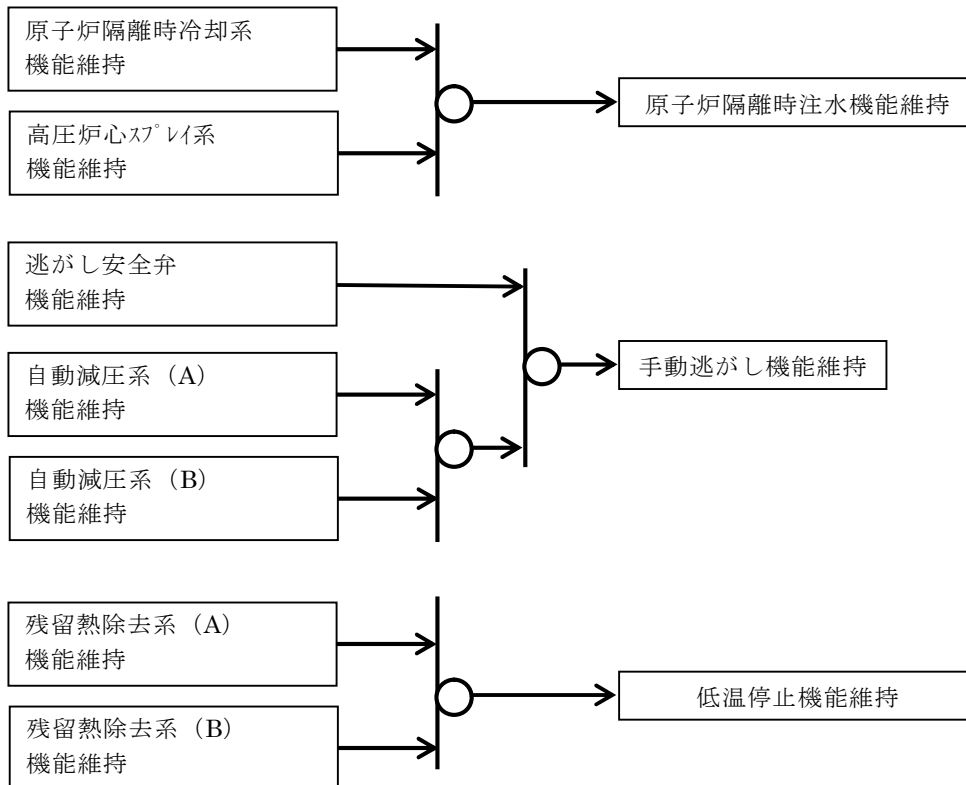 原子炉隔離時冷却系
機能維持
原子炉隔離時注水機能維持
高圧炉心ｽﾌﾟﾚｲ系
機能維持
逃がし安全弁
機能維持
手動逃がし機能維持
自動減圧系（A）
機能維持
自動減圧系（B）
機能維持
残留熱除去系（A）
機能維持
低温停止機能維持
残留熱除去系（B）
機能維持